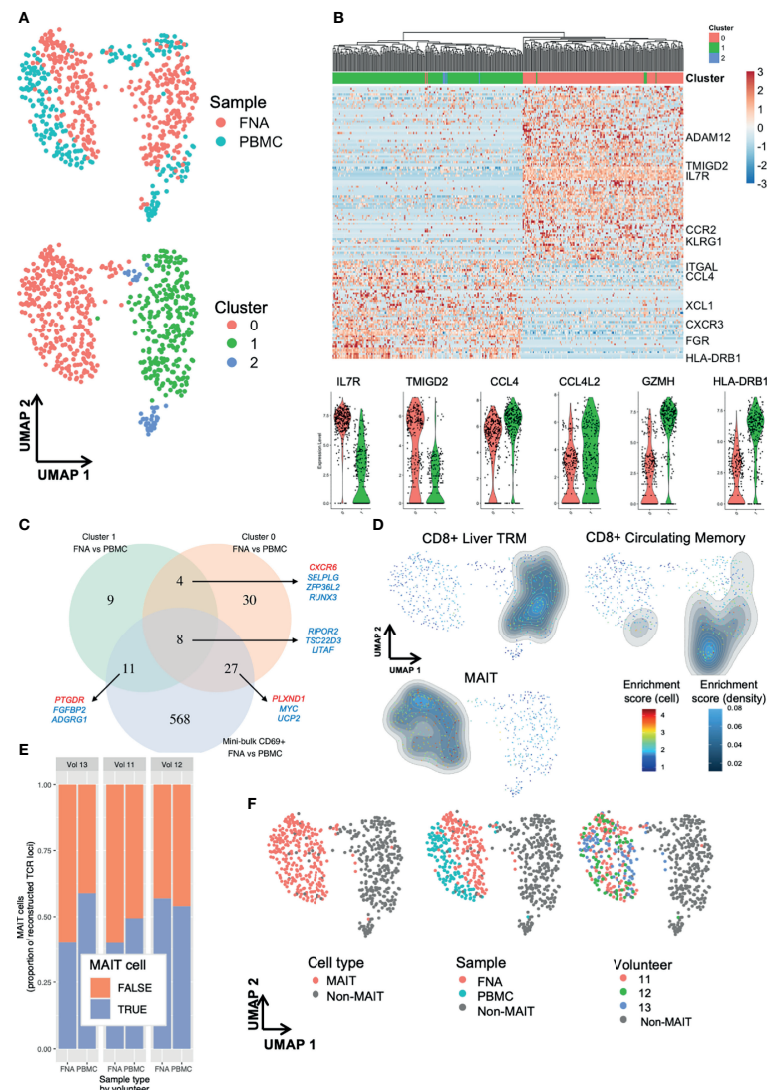 A
Sample
FNA
PBMC
Cluster
0
1
2
UMAP 2
UMAP 1
B
Cluster
0
1
2
Cluster
3
2
1
0
-1
-2
-3
ADAM12
TMIGD2
IL7R
CCR2
KLRG1
ITGAL
CCL4
XCL1
CXCR3
FGR
HLA-DRB1
IL7R
TMIGD2
CCL4
CCL4L2
GZMH
HLA-DRB1
Expression Level
C
Cluster 1
FNA vs PBMC
Cluster 0
FNA vs PBMC
9
4
30
8
11
27
568
CXCR6
SELPLG
ZFP36L2
RJNX3
RIPOR2
TSC22D3
LITAF
PTGDR
FGFBP2
ADGRG1
PLXND1
MYC
UCP2
Mini-bulk CD69+
FNA vs PBMC
D
CD8+ Liver TRM
CD8+ Circulating Memory
UMAP 2
UMAP 1
MAIT
Enrichment
score (cell)
4
3
2
1
Enrichment
score (density)
0.08
0.06
0.04
0.02
E
Vol 13
Vol 11
Vol 12
1.00
0.75
0.50
0.25
0.00
MAIT cells
(proportion o' reconstructed TCR loci)
MAIT cell
FALSE
TRUE
FNA PBMC
FNA PBMC
FNA PBMC
Sample type
by volunteer
F
Cell type
MAIT
Non-MAIT
Sample
FNA
PBMC
Non-MAIT
Volunteer
11
12
13
Non-MAIT
UMAP 2
UMAP 1